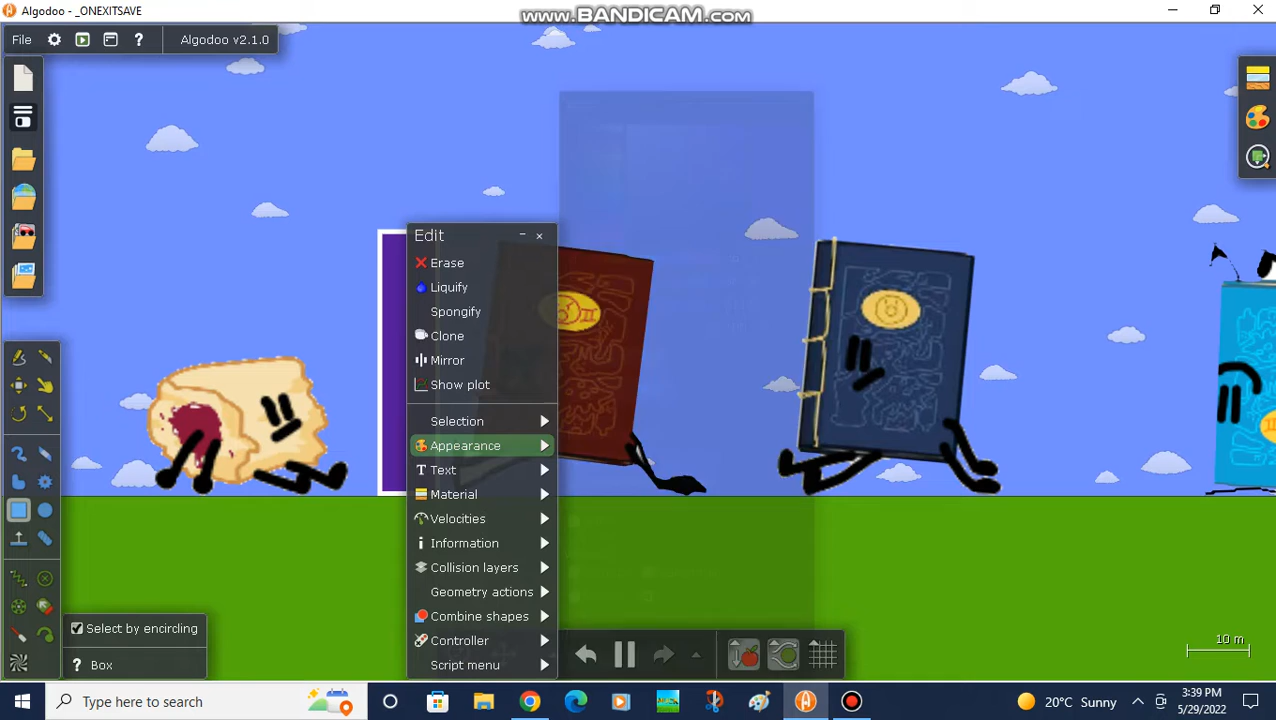 Algodoo - _ONEXITSAVE
www.BANDICAM.com
File
?
Algodoo v2.1.0
Edit
Erase
Liquify
Spongify
Clone
Mirror
Show plot
Selection
Appearance
Text
Material
Velocities
Information
Collision layers
Geometry actions
Combine shapes
Controller
Script menu
Select by encircling
? Box
10 m
Type here to search
20°C Sunny
3:39 PM
5/29/2022